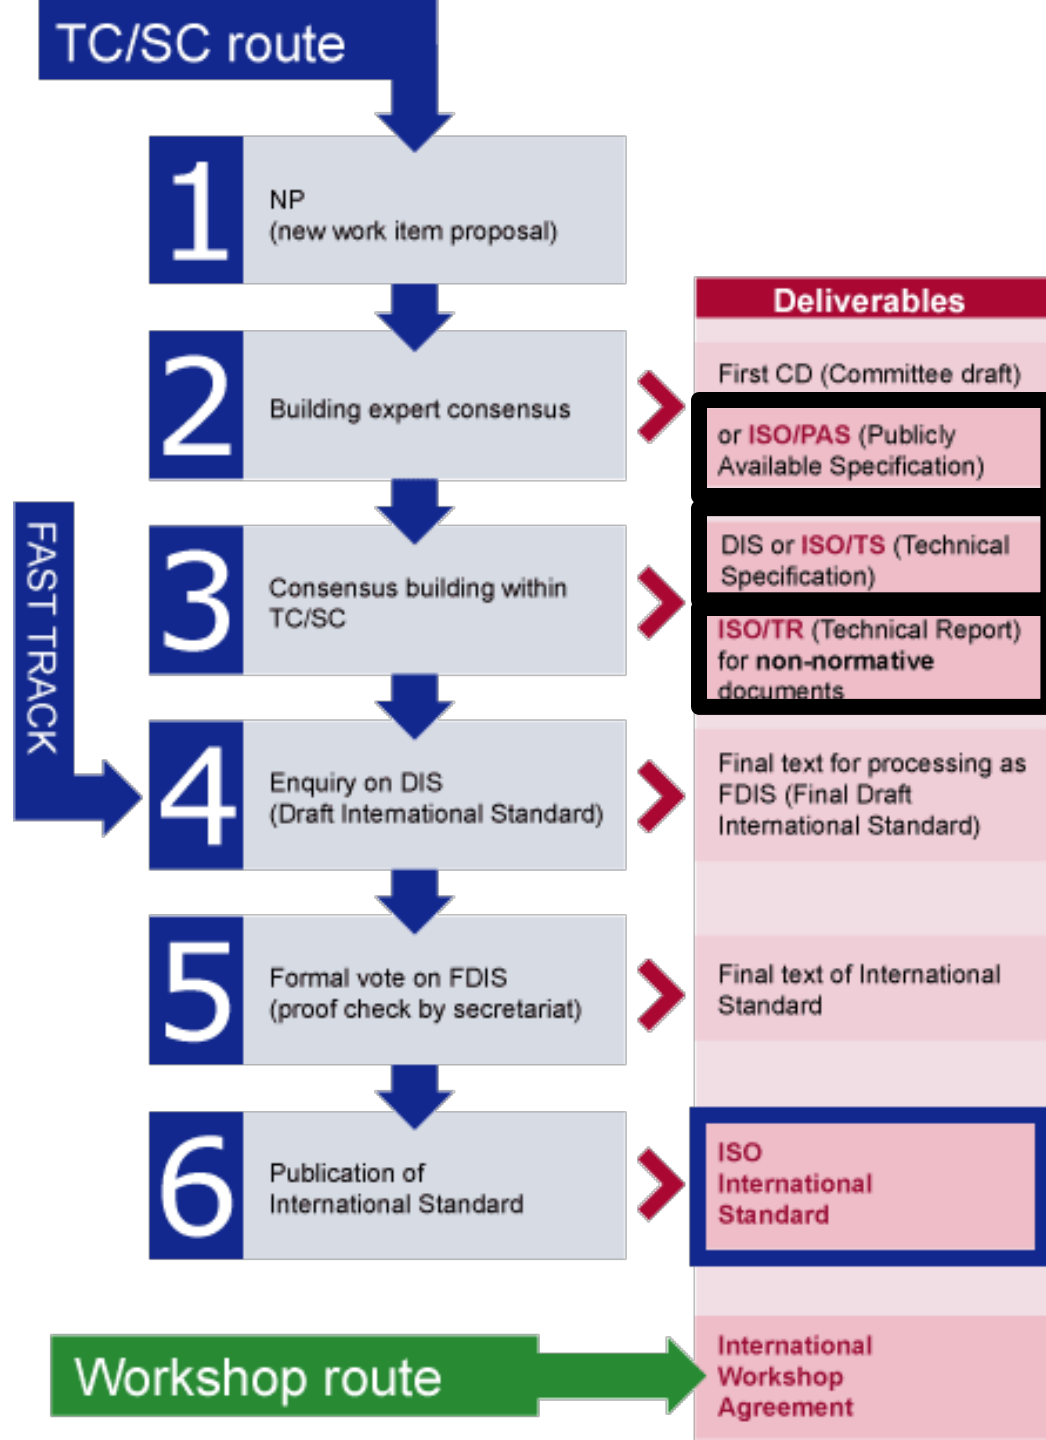 TC/SC route
1
NP
(new work item proposal)
Deliverables
2
Building expert consensus
First CD (Committee draft)
or ISO/PAS (Publicly
Available Specification)
FAST TRACK
3
Consensus building within
TC/SC
DIS or ISO/TS (Technical
Specification)
ISO/TR (Technical Report)
for non-normative
documents
4
Enquiry on DIS
(Draft International Standard)
Final text for processing as
FDIS (Final Draft
International Standard)
5
Formal vote on FDIS
(proof check by secretariat)
Final text of International
Standard
6
Publication of
International Standard
ISO
International
Standard
Workshop route
International
Workshop
Agreement